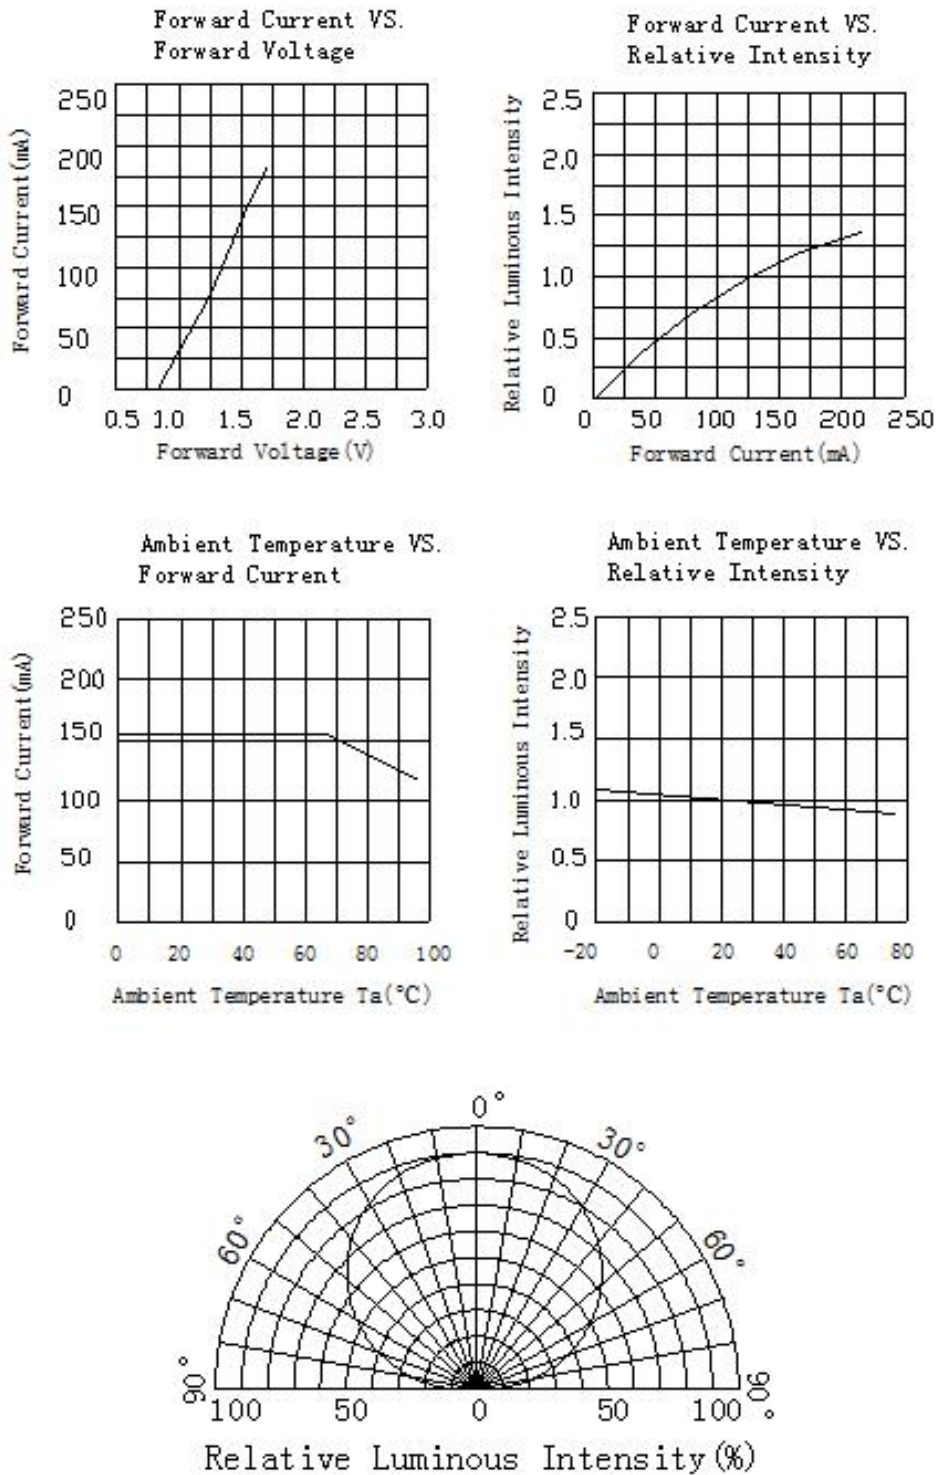 Forward Current VS.
Forward Voltage
250
200
150
100
50
0
Forward Current(mA)
0.5 1.0 1.5 2.0 2.5 3.0
Forward Voltage(V)
Forward Current VS.
Relative Intensity
2.5
2.0
1.5
1.0
0.5
0
Relative Luminous Intensity
0 50 100 150 200 250
Forward Current(mA)
Ambient Temperature VS.
Forward Current
250
200
150
100
50
0
Forward Current(mA)
0 20 40 60 80 100
Ambient Temperature Ta(°C)
Ambient Temperature VS.
Relative Intensity
2.5
2.0
1.5
1.0
0.5
0
Relative Luminous Intensity
-20 0 20 40 60 80
Ambient Temperature Ta(°C)
0°
30° 30°
60° 60°
90° 90°
100 50 0 50 100
Relative Luminous Intensity(%)